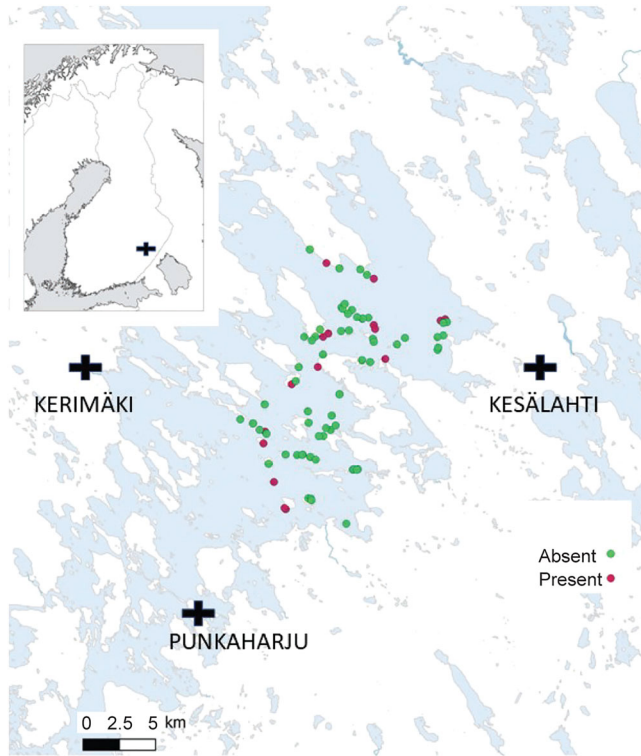 KERIMÄKI
KESÄLAHTI
Absent
Present
PUNKAHARJU
0 2.5 5 km